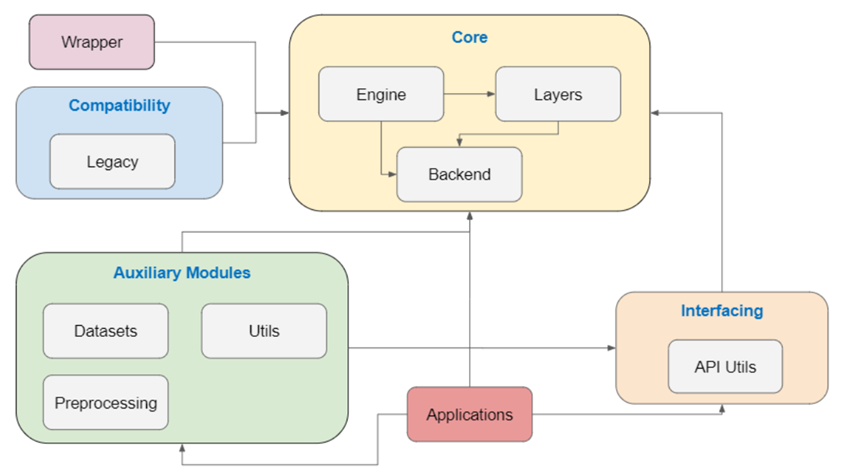 Wrapper
Core
Engine
Layers
Backend
Compatibility
Legacy
Auxiliary Modules
Datasets
Utils
Preprocessing
Interfacing
API Utils
Applications